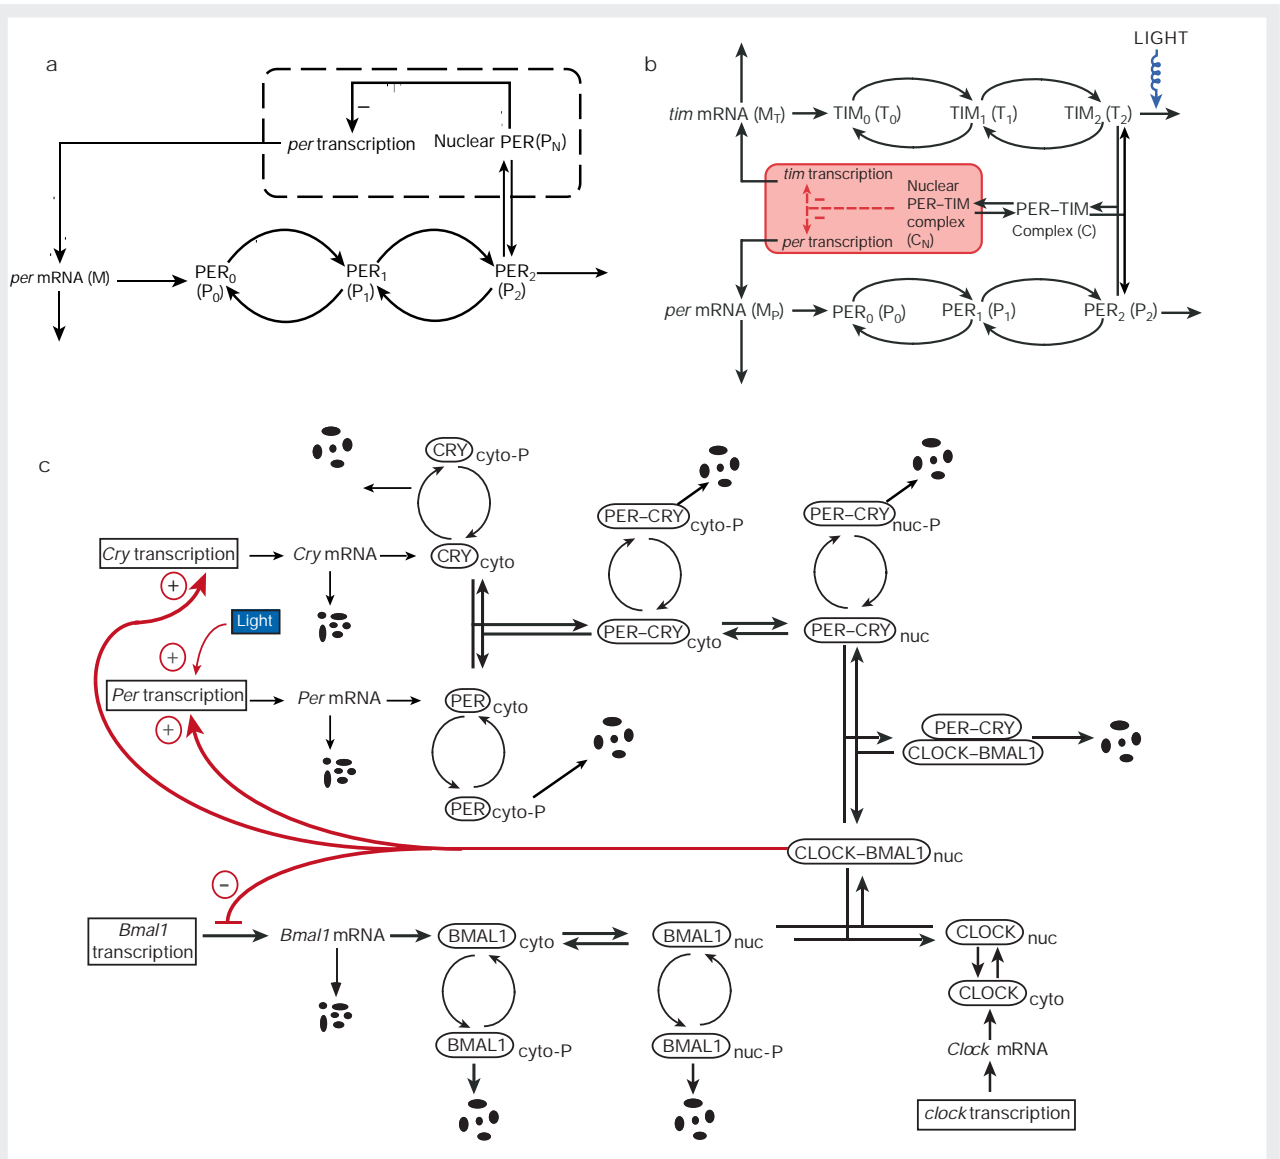 a
per transcription
Nuclear PER(PN)
–
per mRNA (M)
PER0
(P0)
PER1
(P1)
PER2
(P2)
b
LIGHT
tim mRNA (MT)
TIM0 (T0)
TIM1 (T1)
TIM2 (T2)
tim transcription
–
–
per transcription
Nuclear
PER–TIM
complex
(CN)
PER–TIM
Complex (C)
per mRNA (MP)
PER0 (P0)
PER1 (P1)
PER2 (P2)
c
CRY cyto-P
PER–CRY cyto-P
PER–CRY nuc-P
Cry transcription
Cry mRNA
CRY cyto
+
Light
PER–CRY cyto
PER–CRY nuc
+
Per transcription
Per mRNA
PER cyto
+
PER–CRY
CLOCK–BMAL1
PER cyto-P
CLOCK–BMAL1 nuc
–
Bmal1
transcription
Bmal1 mRNA
BMAL1 cyto
BMAL1 nuc
CLOCK nuc
CLOCK cyto
BMAL1 cyto-P
BMAL1 nuc-P
Clock mRNA
clock transcription